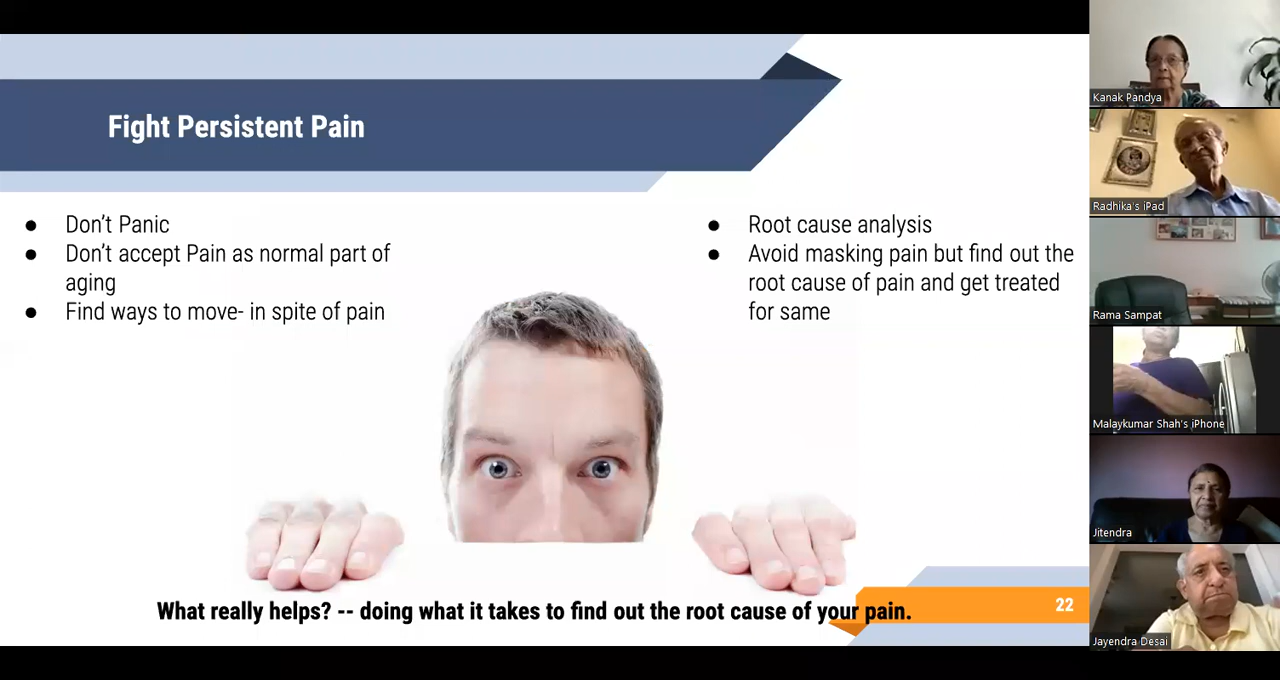 Fight Persistent Pain
● Don't Panic
● Don't accept Pain as normal part of
aging
● Find ways to move- in spite of pain
● Root cause analysis
● Avoid masking pain but find out the
root cause of pain and get treated
for same
What really helps? -- doing what it takes to find out the root cause of your pain.
22
Kanak Pandya
Radhika's iPad
Rama Sampat
Malaykumar Shah's iPhone
Jitendra
Jayendra Desai